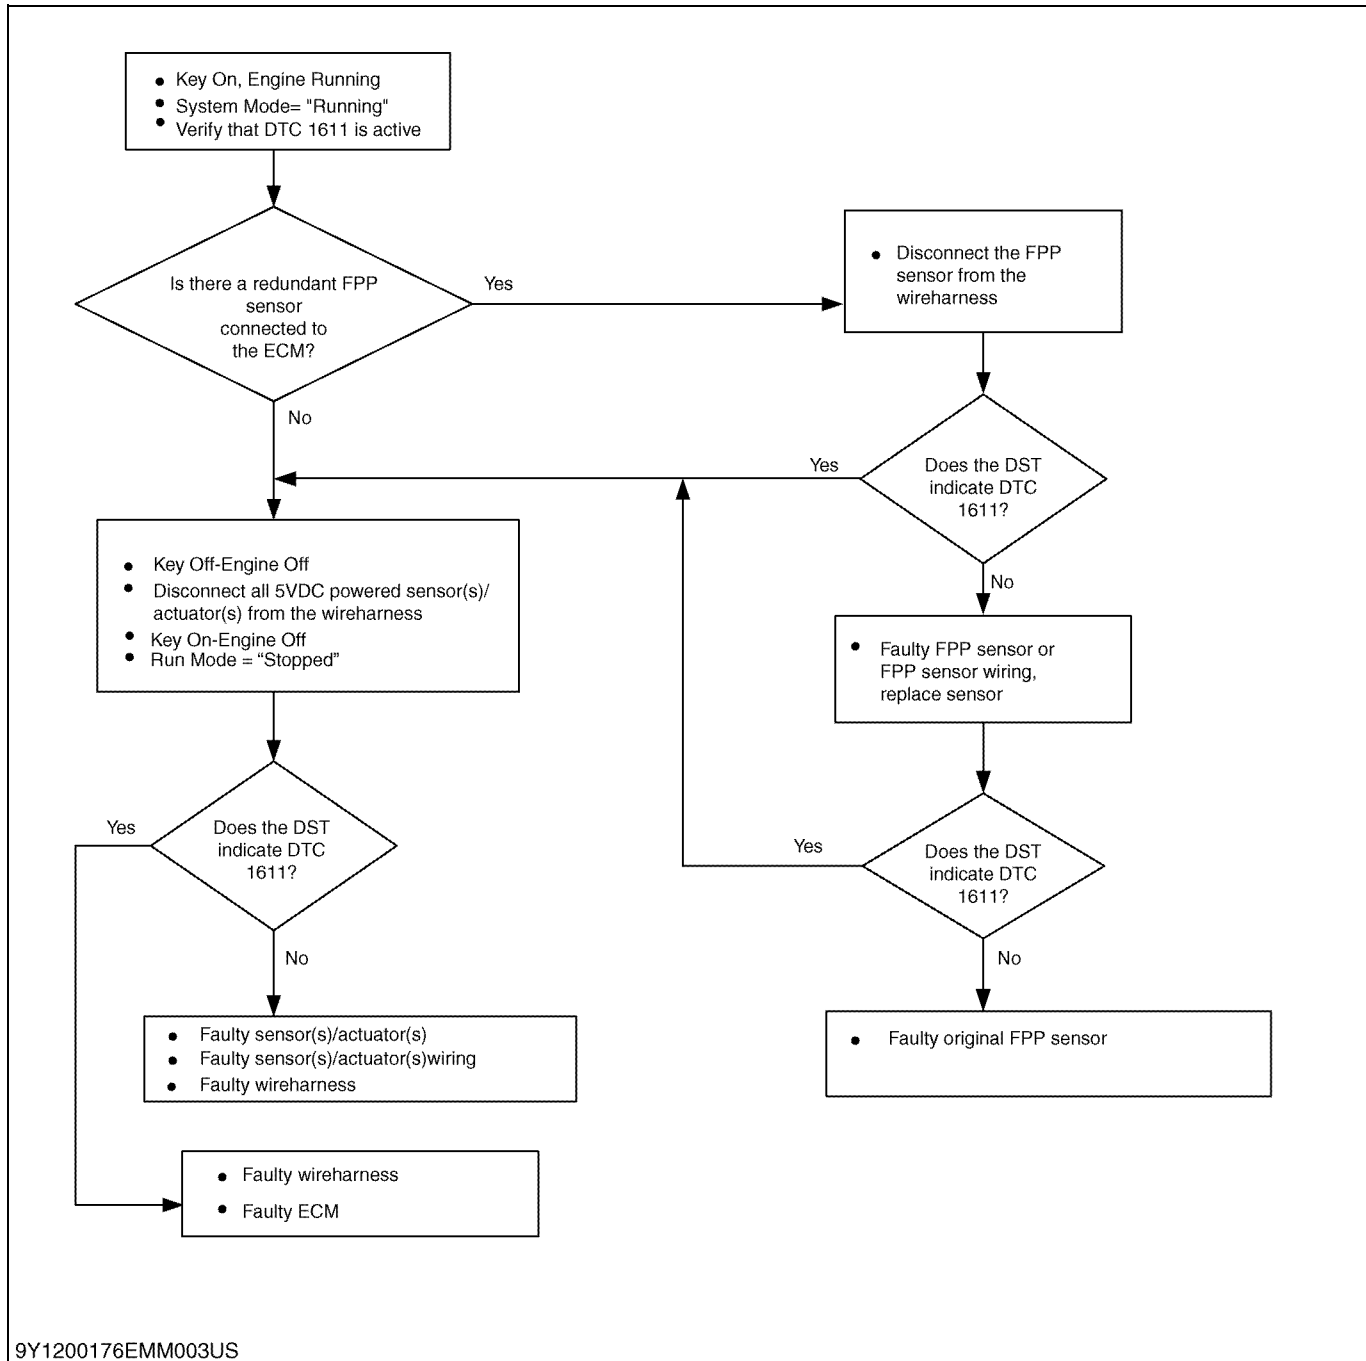 ● Key On, Engine Running
● System Mode= "Running"
● Verify that DTC 1611 is active
Is there a redundant FPP
sensor
connected to
the ECM?
Yes
● Disconnect the FPP
sensor from the
wireharness
No
Does the DST
indicate DTC
1611?
Yes
No
● Key Off-Engine Off
● Disconnect all 5VDC powered sensor(s)/
actuator(s) from the wireharness
● Key On-Engine Off
● Run Mode = “Stopped”
● Faulty FPP sensor or
FPP sensor wiring,
replace sensor
Does the DST
indicate DTC
1611?
Yes
No
Does the DST
indicate DTC
1611?
Yes
No
● Faulty sensor(s)/actuator(s)
● Faulty sensor(s)/actuator(s)wiring
● Faulty wireharness
● Faulty original FPP sensor
● Faulty wireharness
● Faulty ECM
9Y1200176EMM003US